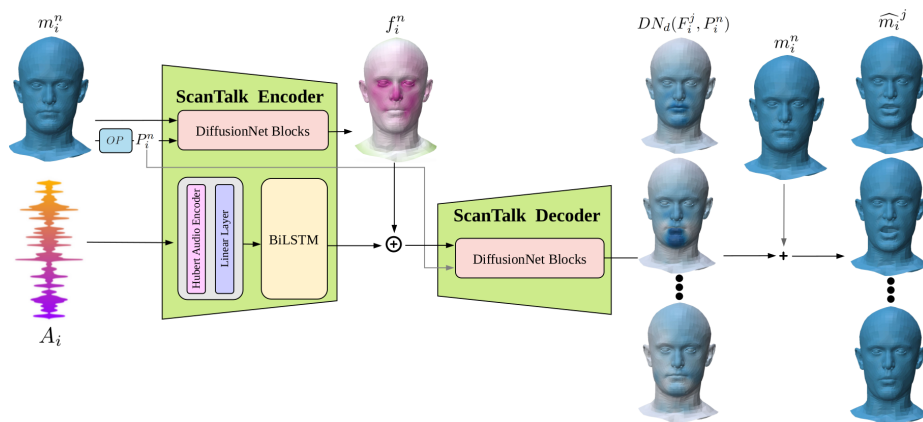 $m_i^n$
$f_i^n$
$DN_d(F_i^j, P_i^n)$
$m_i^n$
$\widehat{m_i}^j$
ScanTalk Encoder
DiffusionNet Blocks
OP
$P_i^n$
Hubert Audio Encoder
Linear Layer
BiLSTM
ScanTalk Decoder
DiffusionNet Blocks
$A_i$